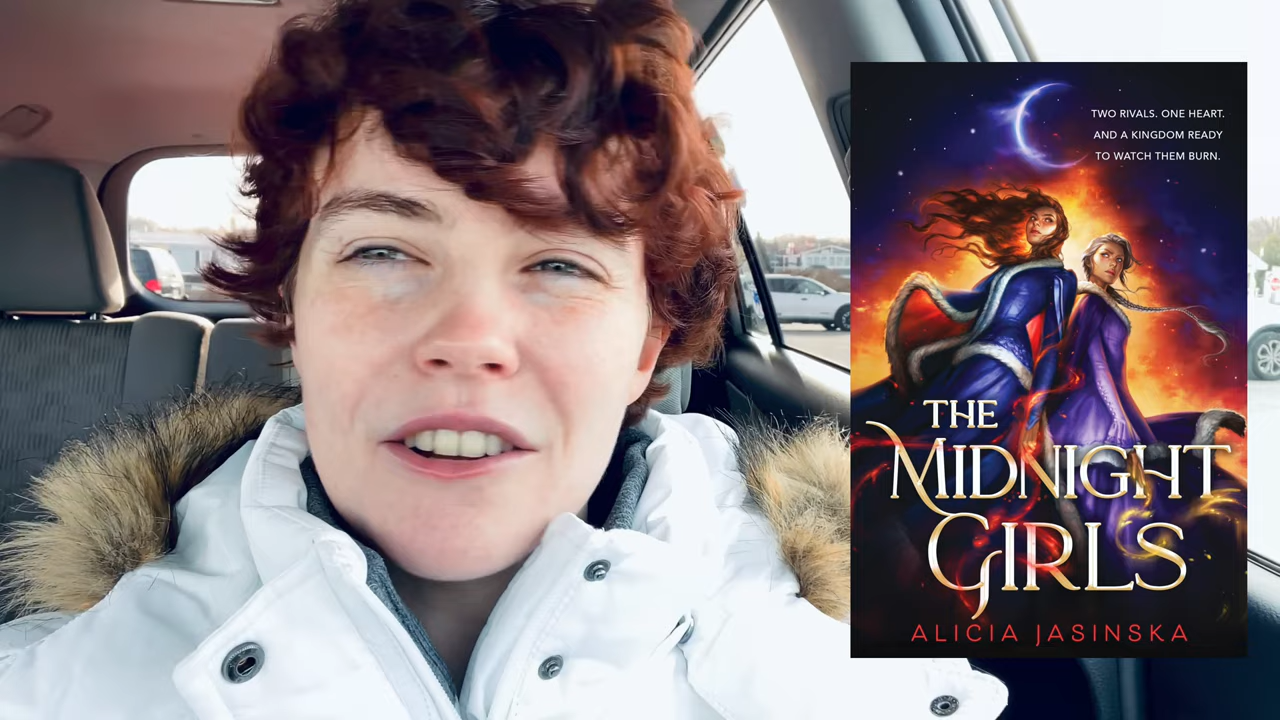 TWO RIVALS. ONE HEART.
AND A KINGDOM READY
TO WATCH THEM BURN.
THE
MIDNIGHT
GIRLS
ALICIA JASINSKA